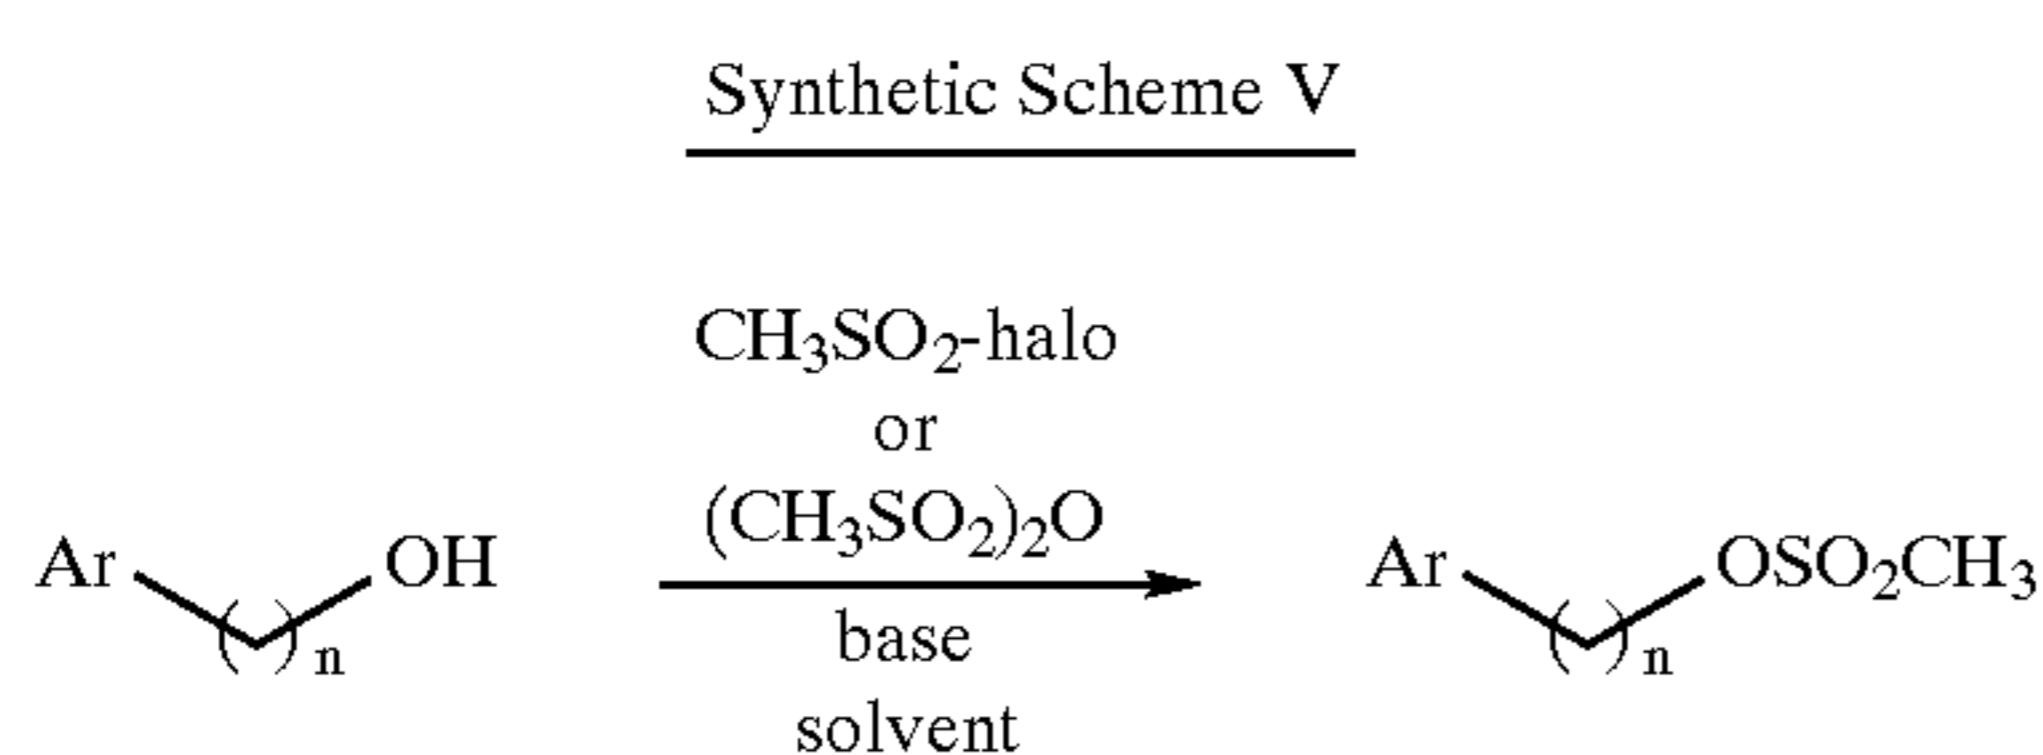 Synthetic Scheme V
CH₃SO₂-halo
or
(CH₃SO₂)₂O
Ar OH Ar OSO₂CH₃
( )n ( )n
base
solvent